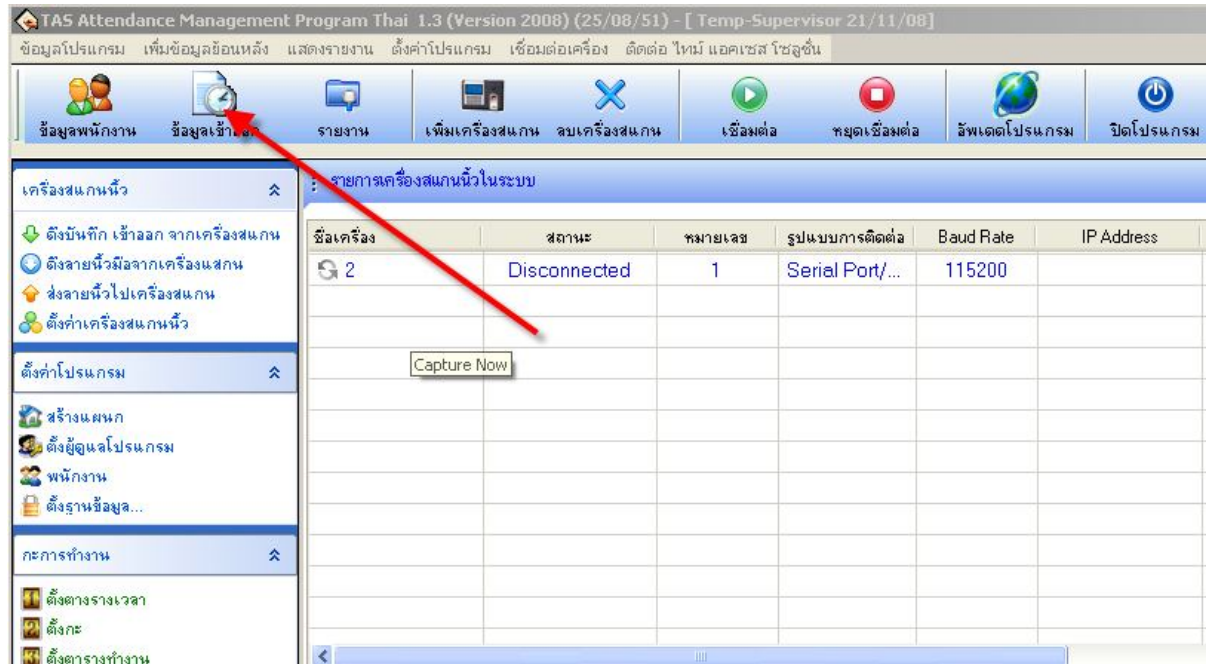 TAS Attendance Management Program Thai 1.3 (Version 2008) (25/08/51) - [ Temp-Supervisor 21/11/08]
ข้อมูลโปรแกรม เพิ่มข้อมูลย้อนหลัง แสดงรายงาน ตั้งค่าโปรแกรม เชื่อมต่อเครื่อง ติดต่อ ไทม์ แอคเซส โซลูชั่น
ข้อมูลพนักงาน ข้อมูลเข้าออก รายงาน เพิ่มเครื่องสแกน ลบเครื่องสแกน เชื่อมต่อ หยุดเชื่อมต่อ อัพเดตโปรแกรม ปิดโปรแกรม
เครื่องสแกนนิ้ว
รายการเครื่องสแกนนิ้วในระบบ
ดึงบันทึก เข้าออก จากเครื่องสแกน
ดึงลายนิ้วมือจากเครื่องแสกน
ส่งลายนิ้วไปเครื่องสแกน
ตั้งค่าเครื่องสแกนนิ้ว
ชื่อเครื่อง สถานะ หมายเลข รูปแบบการติดต่อ Baud Rate IP Address
2 Disconnected 1 Serial Port/... 115200
Capture Now
ตั้งค่าโปรแกรม
สร้างแผนก
ตั้งผู้ดูแลโปรแกรม
พนักงาน
ตั้งฐานข้อมูล...
กะการทำงาน
1 ตั้งตารางเวลา
2 ตั้งกะ
3 ตั้งตารางทำงาน